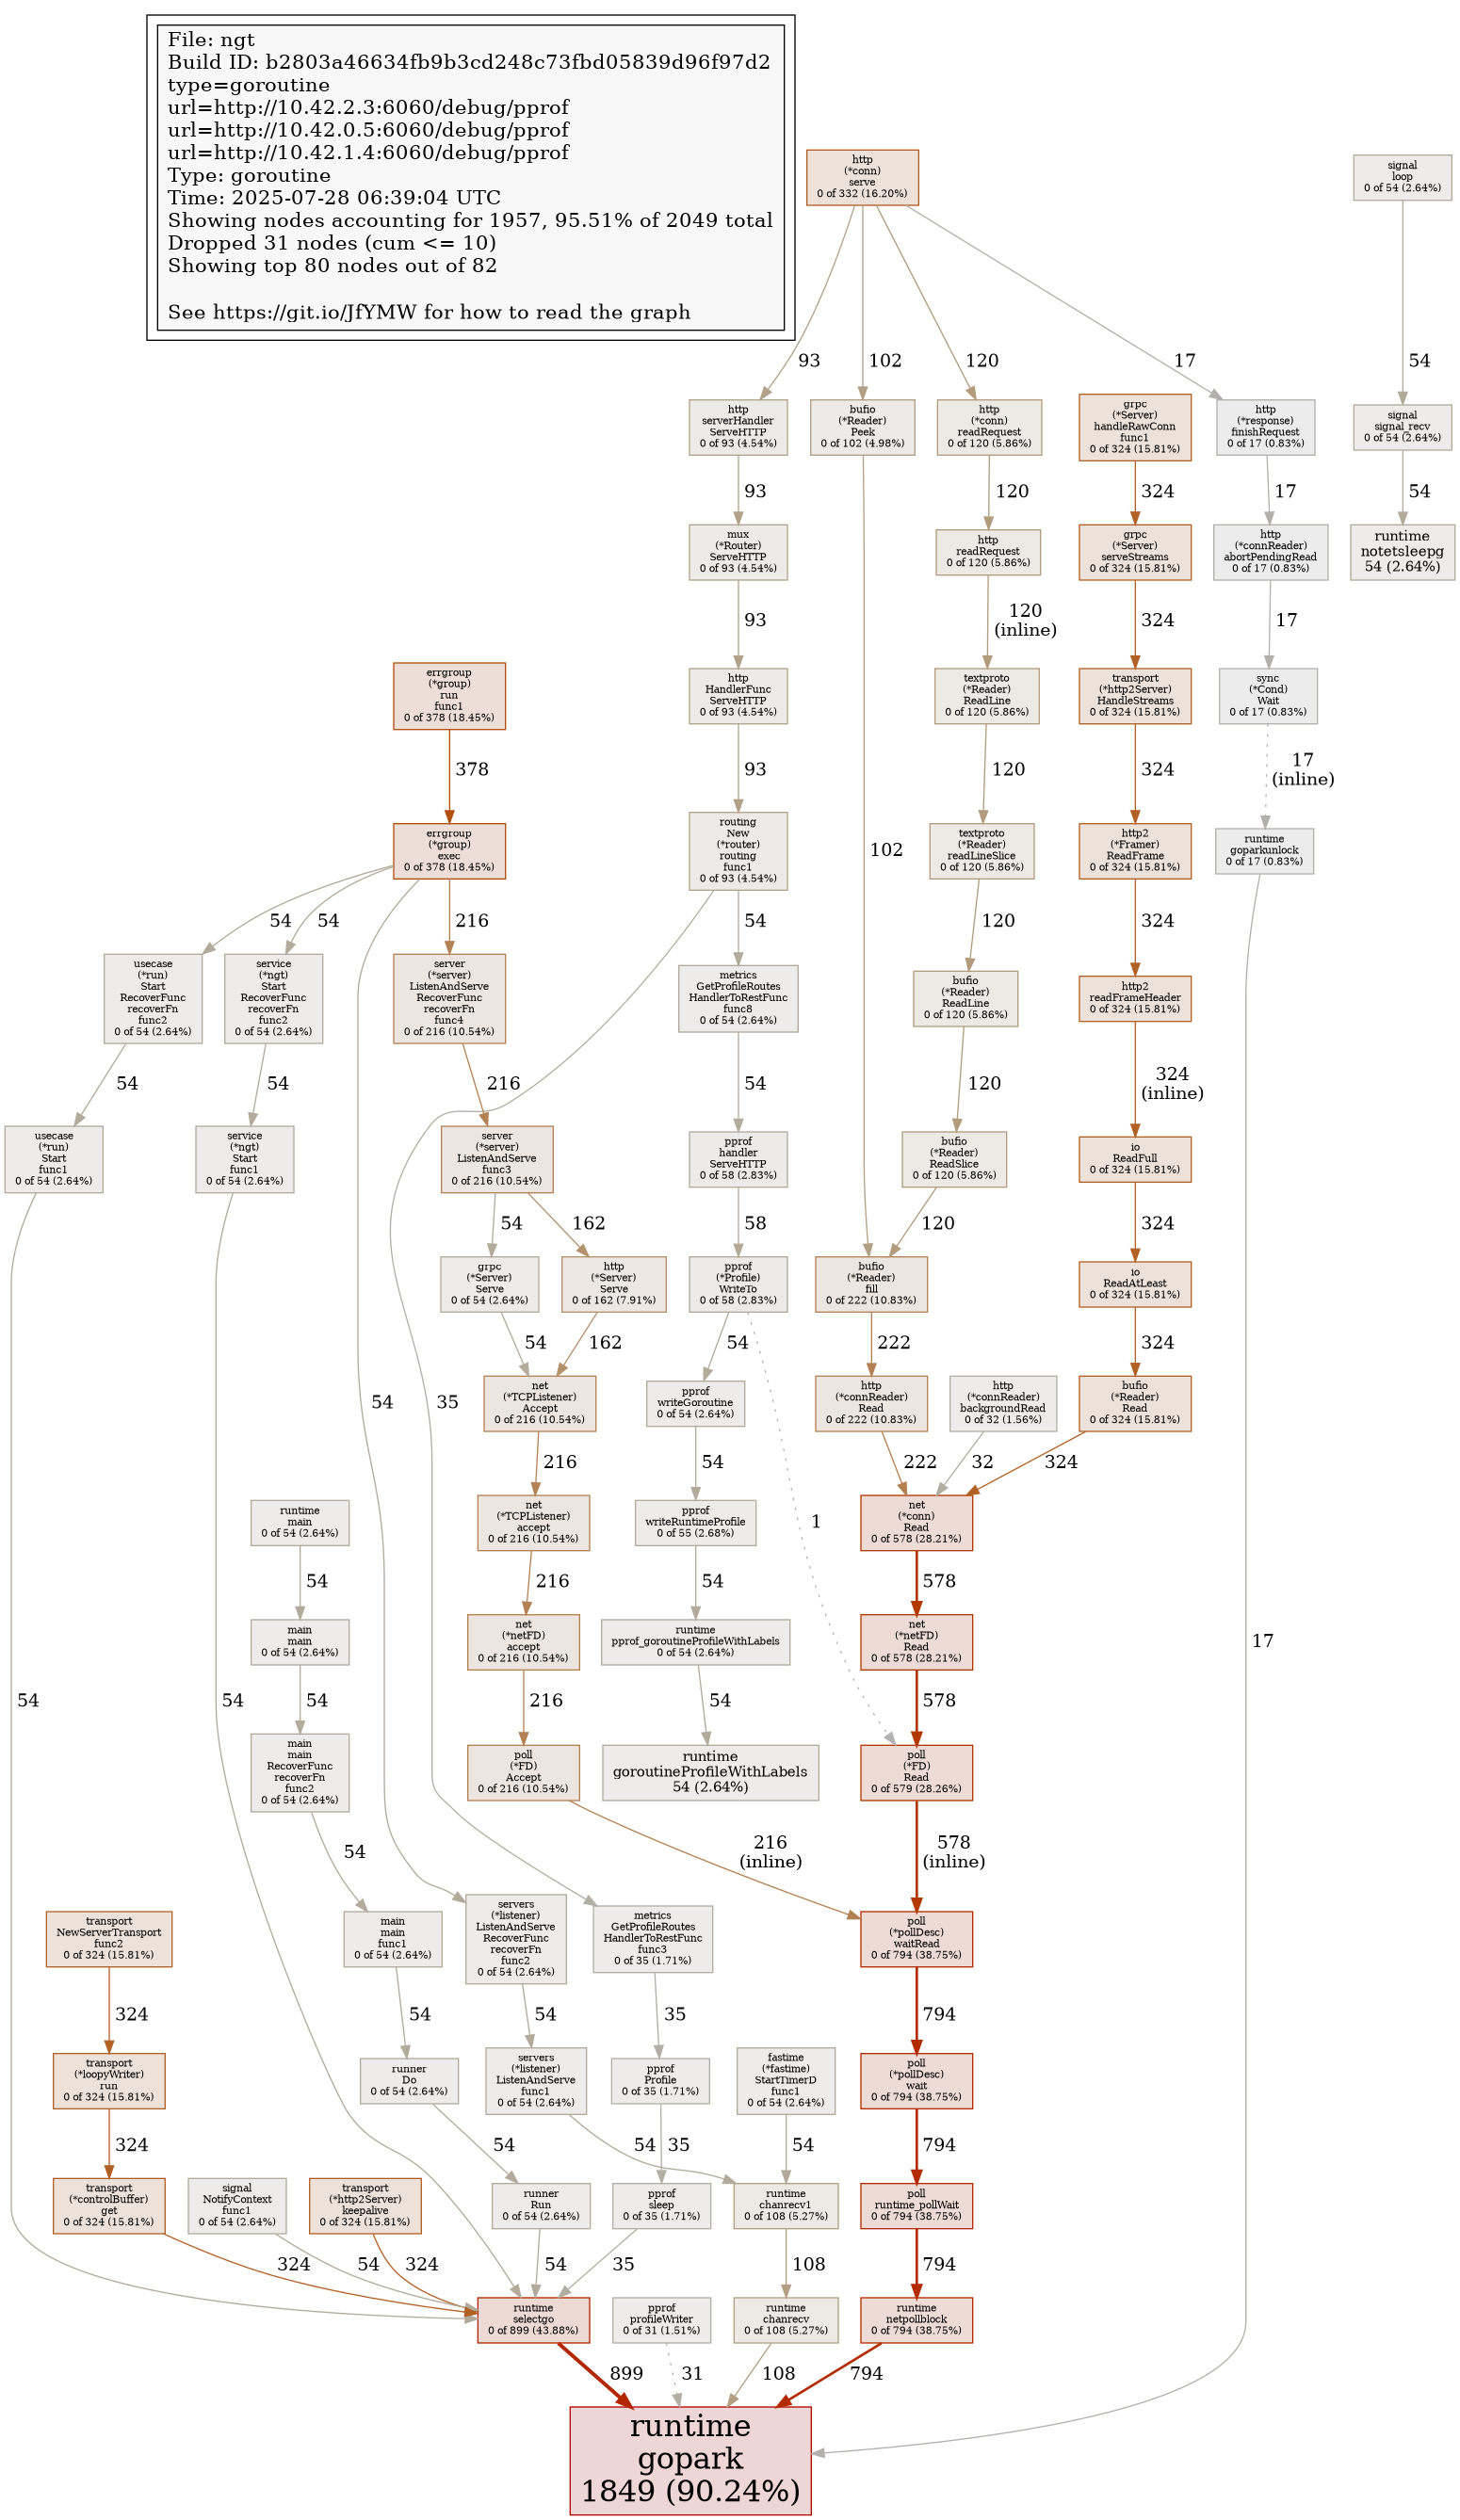 File: ngt
Build ID: b2803a46634fb9b3cd248c73fbd05839d96f97d2
type=goroutine
url=http://10.42.2.3:6060/debug/pprof
url=http://10.42.0.5:6060/debug/pprof
url=http://10.42.1.4:6060/debug/pprof
Type: goroutine
Time: 2025-07-28 06:39:04 UTC
Showing nodes accounting for 1957, 95.51% of 2049 total
Dropped 31 nodes (cum <= 10)
Showing top 80 nodes out of 82
See https://git.io/JfYMW for how to read the graph
http
(*conn)
serve
0 of 332 (16.20%)
signal
loop
0 of 54 (2.64%)
93
102
120
17
54
http
serverHandler
ServeHTTP
0 of 93 (4.54%)
bufio
(*Reader)
Peek
0 of 102 (4.98%)
http
(*conn)
readRequest
0 of 120 (5.86%)
grpc
(*Server)
handleRawConn
func1
0 of 324 (15.81%)
http
(*response)
finishRequest
0 of 17 (0.83%)
signal
signal_recv
0 of 54 (2.64%)
93
120
324
17
54
mux
(*Router)
ServeHTTP
0 of 93 (4.54%)
http
readRequest
0 of 120 (5.86%)
grpc
(*Server)
serveStreams
0 of 324 (15.81%)
http
(*connReader)
abortPendingRead
0 of 17 (0.83%)
runtime
notetsleepg
54 (2.64%)
93
120
(inline)
324
17
errgroup
(*group)
run
func1
0 of 378 (18.45%)
http
HandlerFunc
ServeHTTP
0 of 93 (4.54%)
textproto
(*Reader)
ReadLine
0 of 120 (5.86%)
transport
(*http2Server)
HandleStreams
0 of 324 (15.81%)
sync
(*Cond)
Wait
0 of 17 (0.83%)
378
93
120
324
17
(inline)
errgroup
(*group)
exec
0 of 378 (18.45%)
routing
New
(*router)
routing
func1
0 of 93 (4.54%)
102
textproto
(*Reader)
readLineSlice
0 of 120 (5.86%)
http2
(*Framer)
ReadFrame
0 of 324 (15.81%)
runtime
goparkunlock
0 of 17 (0.83%)
54
54
216
54
120
324
usecase
(*run)
Start
RecoverFunc
recoverFn
func2
0 of 54 (2.64%)
service
(*ngt)
Start
RecoverFunc
recoverFn
func2
0 of 54 (2.64%)
server
(*server)
ListenAndServe
RecoverFunc
recoverFn
func4
0 of 216 (10.54%)
metrics
GetProfileRoutes
HandlerToRestFunc
func8
0 of 54 (2.64%)
bufio
(*Reader)
ReadLine
0 of 120 (5.86%)
http2
readFrameHeader
0 of 324 (15.81%)
54
54
216
54
120
324
(inline)
usecase
(*run)
Start
func1
0 of 54 (2.64%)
service
(*ngt)
Start
func1
0 of 54 (2.64%)
server
(*server)
ListenAndServe
func3
0 of 216 (10.54%)
pprof
handler
ServeHTTP
0 of 58 (2.83%)
bufio
(*Reader)
ReadSlice
0 of 120 (5.86%)
io
ReadFull
0 of 324 (15.81%)
54
162
58
120
324
grpc
(*Server)
Serve
0 of 54 (2.64%)
http
(*Server)
Serve
0 of 162 (7.91%)
pprof
(*Profile)
WriteTo
0 of 58 (2.83%)
bufio
(*Reader)
fill
0 of 222 (10.83%)
io
ReadAtLeast
0 of 324 (15.81%)
54
162
54
222
324
54
35
net
(*TCPListener)
Accept
0 of 216 (10.54%)
pprof
writeGoroutine
0 of 54 (2.64%)
http
(*connReader)
Read
0 of 222 (10.83%)
http
(*connReader)
backgroundRead
0 of 32 (1.56%)
bufio
(*Reader)
Read
0 of 324 (15.81%)
216
54
222
32
324
runtime
main
0 of 54 (2.64%)
net
(*TCPListener)
accept
0 of 216 (10.54%)
pprof
writeRuntimeProfile
0 of 55 (2.68%)
1
net
(*conn)
Read
0 of 578 (28.21%)
54
216
54
578
main
main
0 of 54 (2.64%)
net
(*netFD)
accept
0 of 216 (10.54%)
runtime
pprof_goroutineProfileWithLabels
0 of 54 (2.64%)
net
(*netFD)
Read
0 of 578 (28.21%)
17
54
54
54
216
54
578
main
main
RecoverFunc
recoverFn
func2
0 of 54 (2.64%)
poll
(*FD)
Accept
0 of 216 (10.54%)
runtime
goroutineProfileWithLabels
54 (2.64%)
poll
(*FD)
Read
0 of 579 (28.26%)
54
216
(inline)
578
(inline)
transport
NewServerTransport
func2
0 of 324 (15.81%)
main
main
func1
0 of 54 (2.64%)
servers
(*listener)
ListenAndServe
RecoverFunc
recoverFn
func2
0 of 54 (2.64%)
metrics
GetProfileRoutes
HandlerToRestFunc
func3
0 of 35 (1.71%)
poll
(*pollDesc)
waitRead
0 of 794 (38.75%)
324
54
54
35
794
transport
(*loopyWriter)
run
0 of 324 (15.81%)
runner
Do
0 of 54 (2.64%)
servers
(*listener)
ListenAndServe
func1
0 of 54 (2.64%)
pprof
Profile
0 of 35 (1.71%)
fastime
(*fastime)
StartTimerD
func1
0 of 54 (2.64%)
poll
(*pollDesc)
wait
0 of 794 (38.75%)
324
54
54
35
54
794
transport
(*controlBuffer)
get
0 of 324 (15.81%)
signal
NotifyContext
func1
0 of 54 (2.64%)
transport
(*http2Server)
keepalive
0 of 324 (15.81%)
runner
Run
0 of 54 (2.64%)
pprof
sleep
0 of 35 (1.71%)
runtime
chanrecv1
0 of 108 (5.27%)
poll
runtime_pollWait
0 of 794 (38.75%)
324
54
324
54
35
108
794
runtime
selectgo
0 of 899 (43.88%)
pprof
profileWriter
0 of 31 (1.51%)
runtime
chanrecv
0 of 108 (5.27%)
runtime
netpollblock
0 of 794 (38.75%)
899
31
108
794
runtime
gopark
1849 (90.24%)